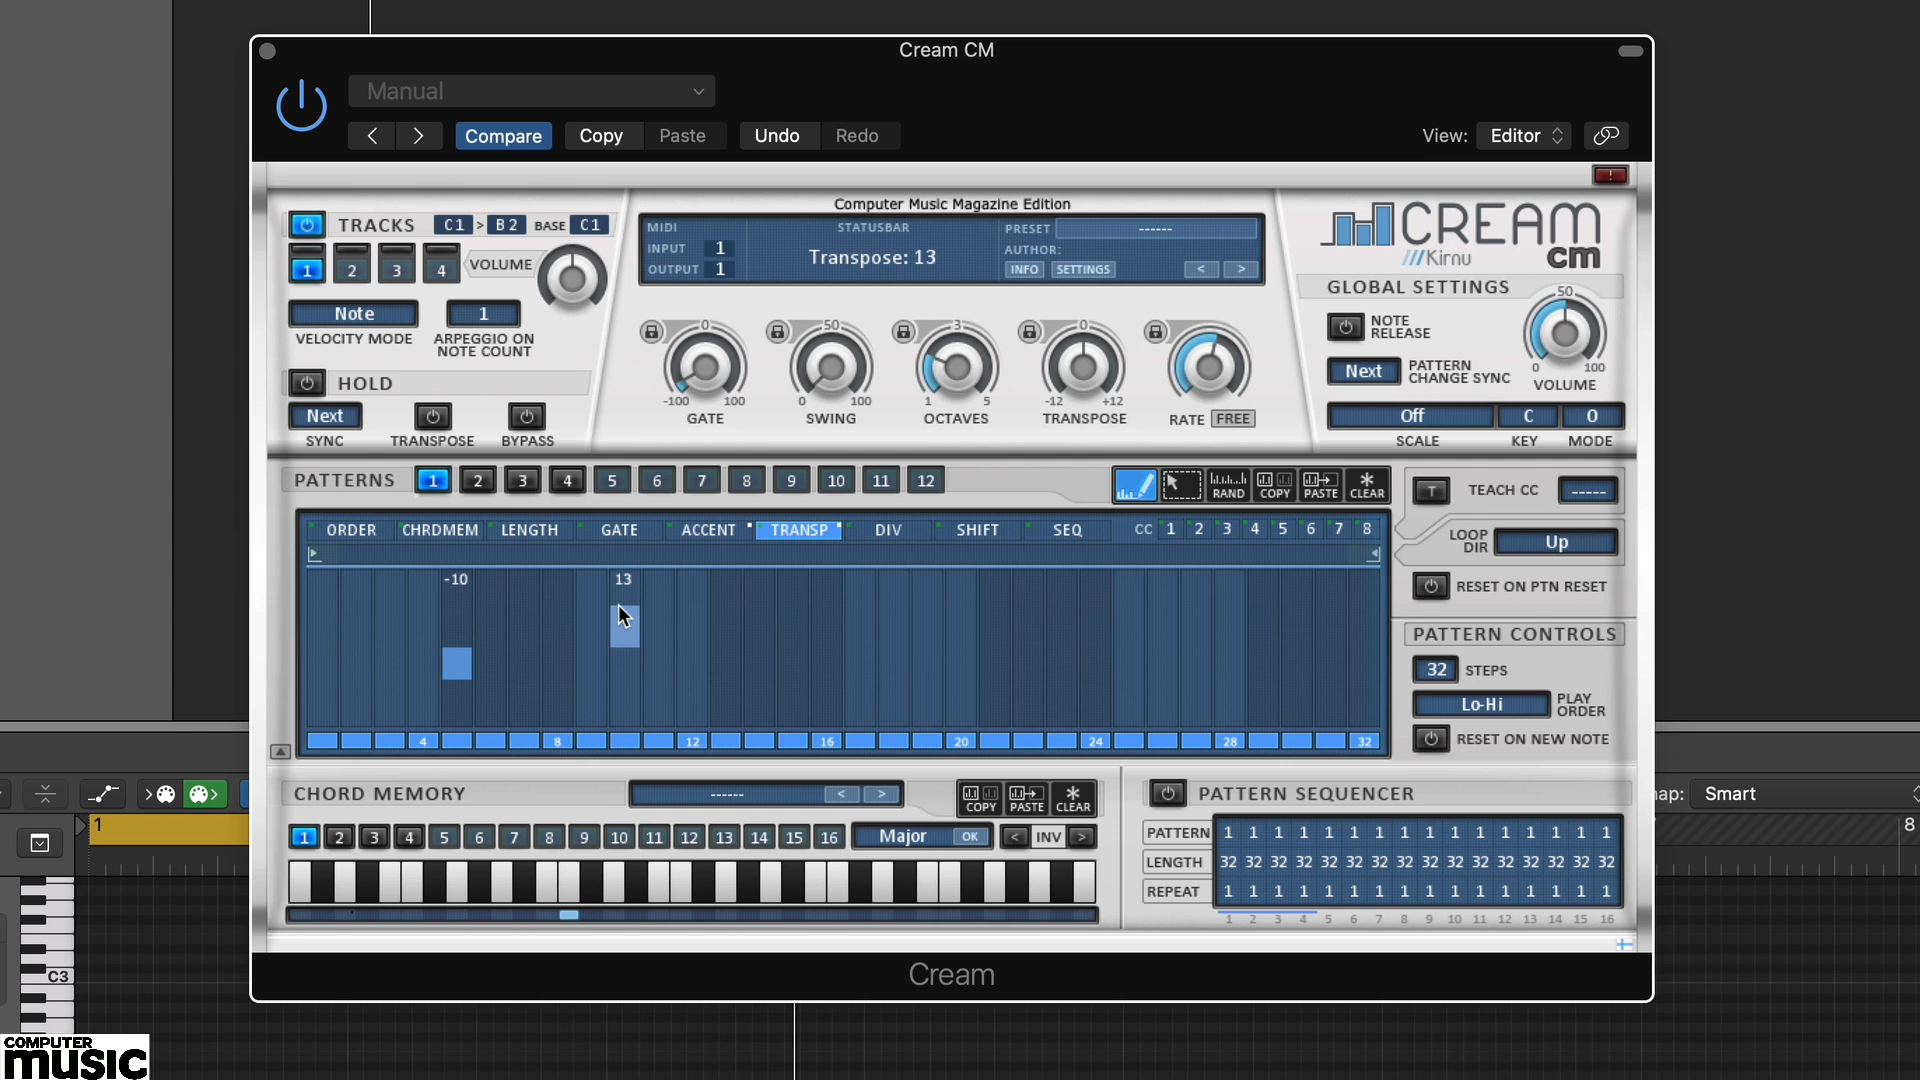 Cream CM
Manual
Compare Copy Paste Undo Redo
View: Editor
Computer Music Magazine Edition
TRACKS C1 > B2 BASE C1
1 2 3 4 VOLUME
Note 1
VELOCITY MODE ARPEGGIO ON NOTE COUNT
HOLD
Next
SYNC TRANSPOSE BYPASS
MIDI STATUSBAR PRESET ------
INPUT 1 Transpose: 13 AUTHOR:
OUTPUT 1 INFO SETTINGS < >
0 50 3 0
-100 100 0 100 1 5 -12 +12
GATE SWING OCTAVES TRANSPOSE RATE FREE
CREAM
///Kirnu cm
GLOBAL SETTINGS
50
NOTE RELEASE
Next PATTERN CHANGE SYNC
0 100
VOLUME
Off C 0
SCALE KEY MODE
PATTERNS 1 2 3 4 5 6 7 8 9 10 11 12
RAND COPY PASTE CLEAR
T TEACH CC -----
LOOP DIR Up
RESET ON PTN RESET
ORDER CHRDMEM LENGTH GATE ACCENT TRANSP DIV SHIFT SEQ CC 1 2 3 4 5 6 7 8
-10 13
4 8 12 16 20 24 28 32
PATTERN CONTROLS
32 STEPS
Lo-Hi PLAY ORDER
RESET ON NEW NOTE
CHORD MEMORY ------ < > COPY PASTE CLEAR
1 2 3 4 5 6 7 8 9 10 11 12 13 14 15 16 Major OK < INV >
PATTERN SEQUENCER
PATTERN 1 1 1 1 1 1 1 1 1 1 1 1 1 1 1 1
LENGTH 32 32 32 32 32 32 32 32 32 32 32 32 32 32 32 32
REPEAT 1 1 1 1 1 1 1 1 1 1 1 1 1 1 1 1
1 2 3 4 5 6 7 8 9 10 11 12 13 14 15 16
Cream
ap: Smart
1 8
C3
COMPUTER
music